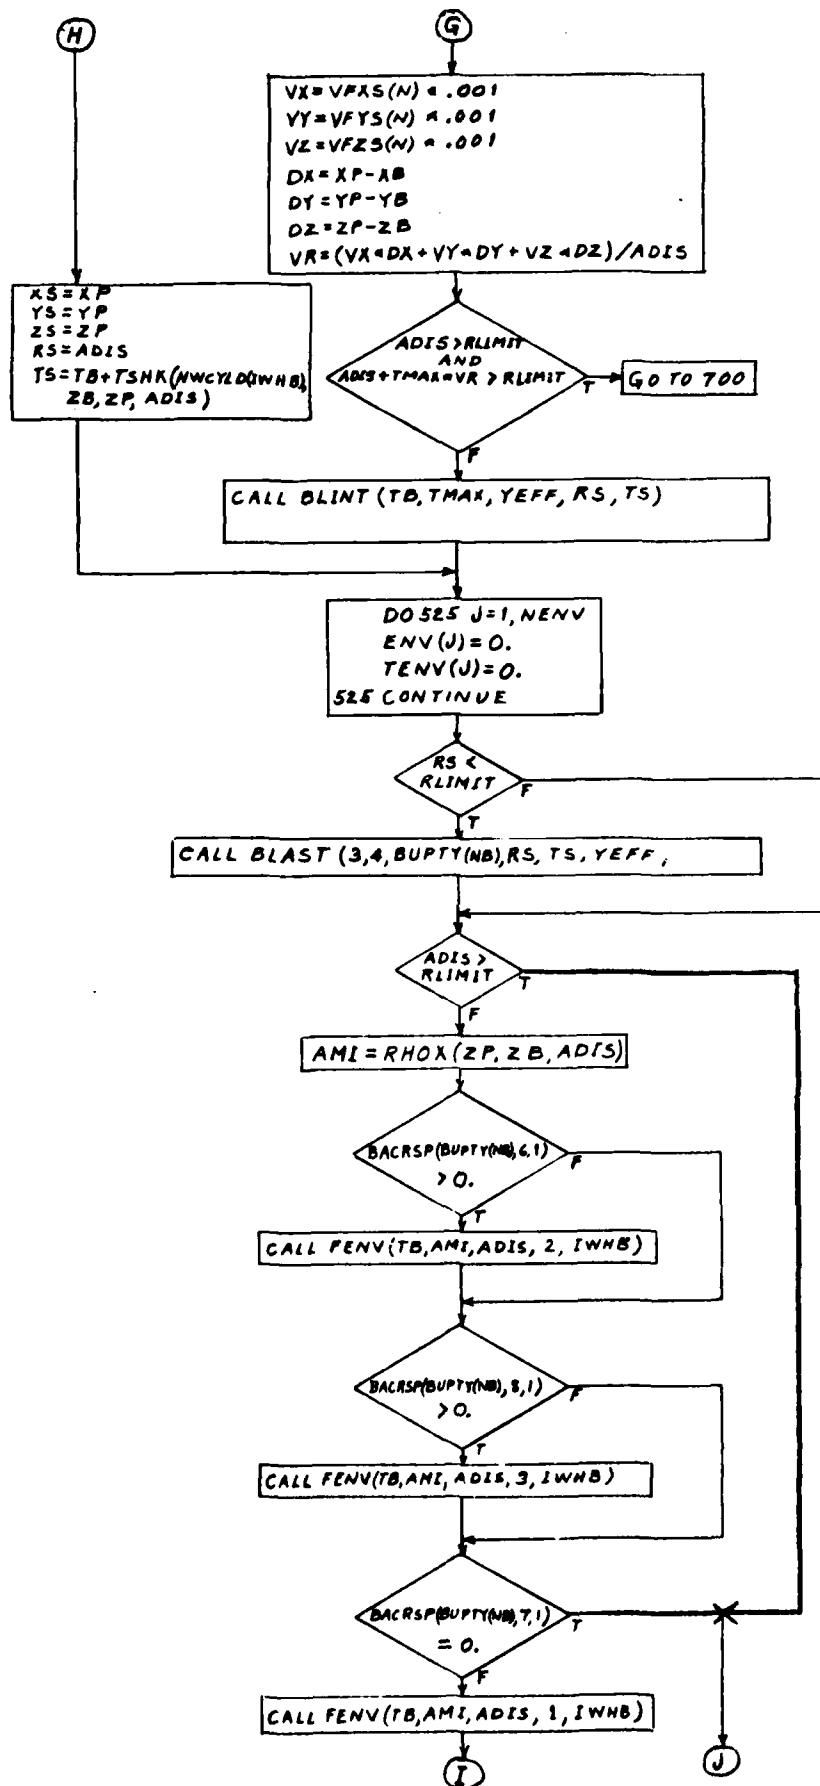 H
G
VX=VFXS(N)*.001
VY=VFYS(N)*.001
VZ=VFZS(N)*.001
DX=XP-XB
DY=YP-YB
DZ=ZP-ZB
VR=(VX*DX+VY*DY+VZ*DZ)/ADIS
XS=XP
YS=YP
ZS=ZP
RS=ADIS
TS=TB+TSHK(NWCYLD(IWHB),
ZB,ZP,ADIS)
ADIS>RLIMIT
AND
ADIS+TMAX*VR>RLIMIT
T
GO TO 700
F
CALL BLINT (TB,TMAX,YEFF,RS,TS)
DO 525 J=1,NENV
ENV(J)=0.
TENV(J)=0.
525 CONTINUE
RS<
RLIMIT
F
T
CALL BLAST (3,4,BUPTY(NB),RS,TS,YEFF,
ADIS>
RLIMIT
T
F
AMI=RHOX(ZP,ZB,ADIS)
BACRSP(BUPTY(NB),6,1)
>0.
F
T
CALL FENV(TB,AMI,ADIS,2,IWHB)
BACRSP(BUPTY(NB),8,1)
>0.
F
T
CALL FENV(TB,AMI,ADIS,3,IWHB)
BACRSP(BUPTY(NB),7,1)
=0.
T
F
CALL FENV(TB,AMI,ADIS,1,IWHB)
I
J